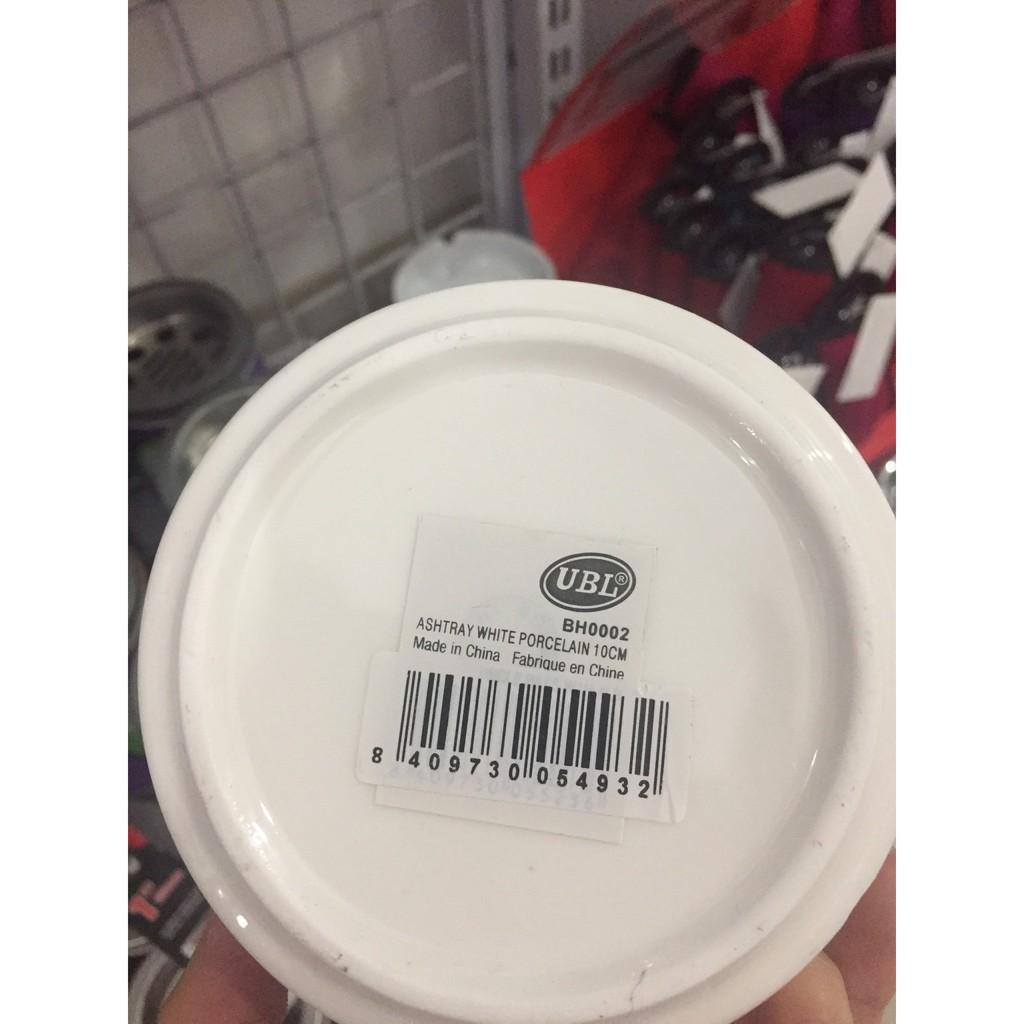 UBL®
BH0002
ASHTRAY WHITE PORCELAIN 10CM
Made in China Fabrique en Chine
8 409730 054932